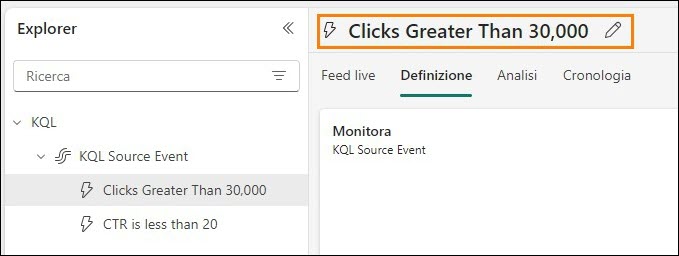 Explorer
Ricerca
KQL
KQL Source Event
Clicks Greater Than 30,000
CTR is less than 20
Clicks Greater Than 30,000
Feed live Definizione Analisi Cronologia
Monitora
KQL Source Event